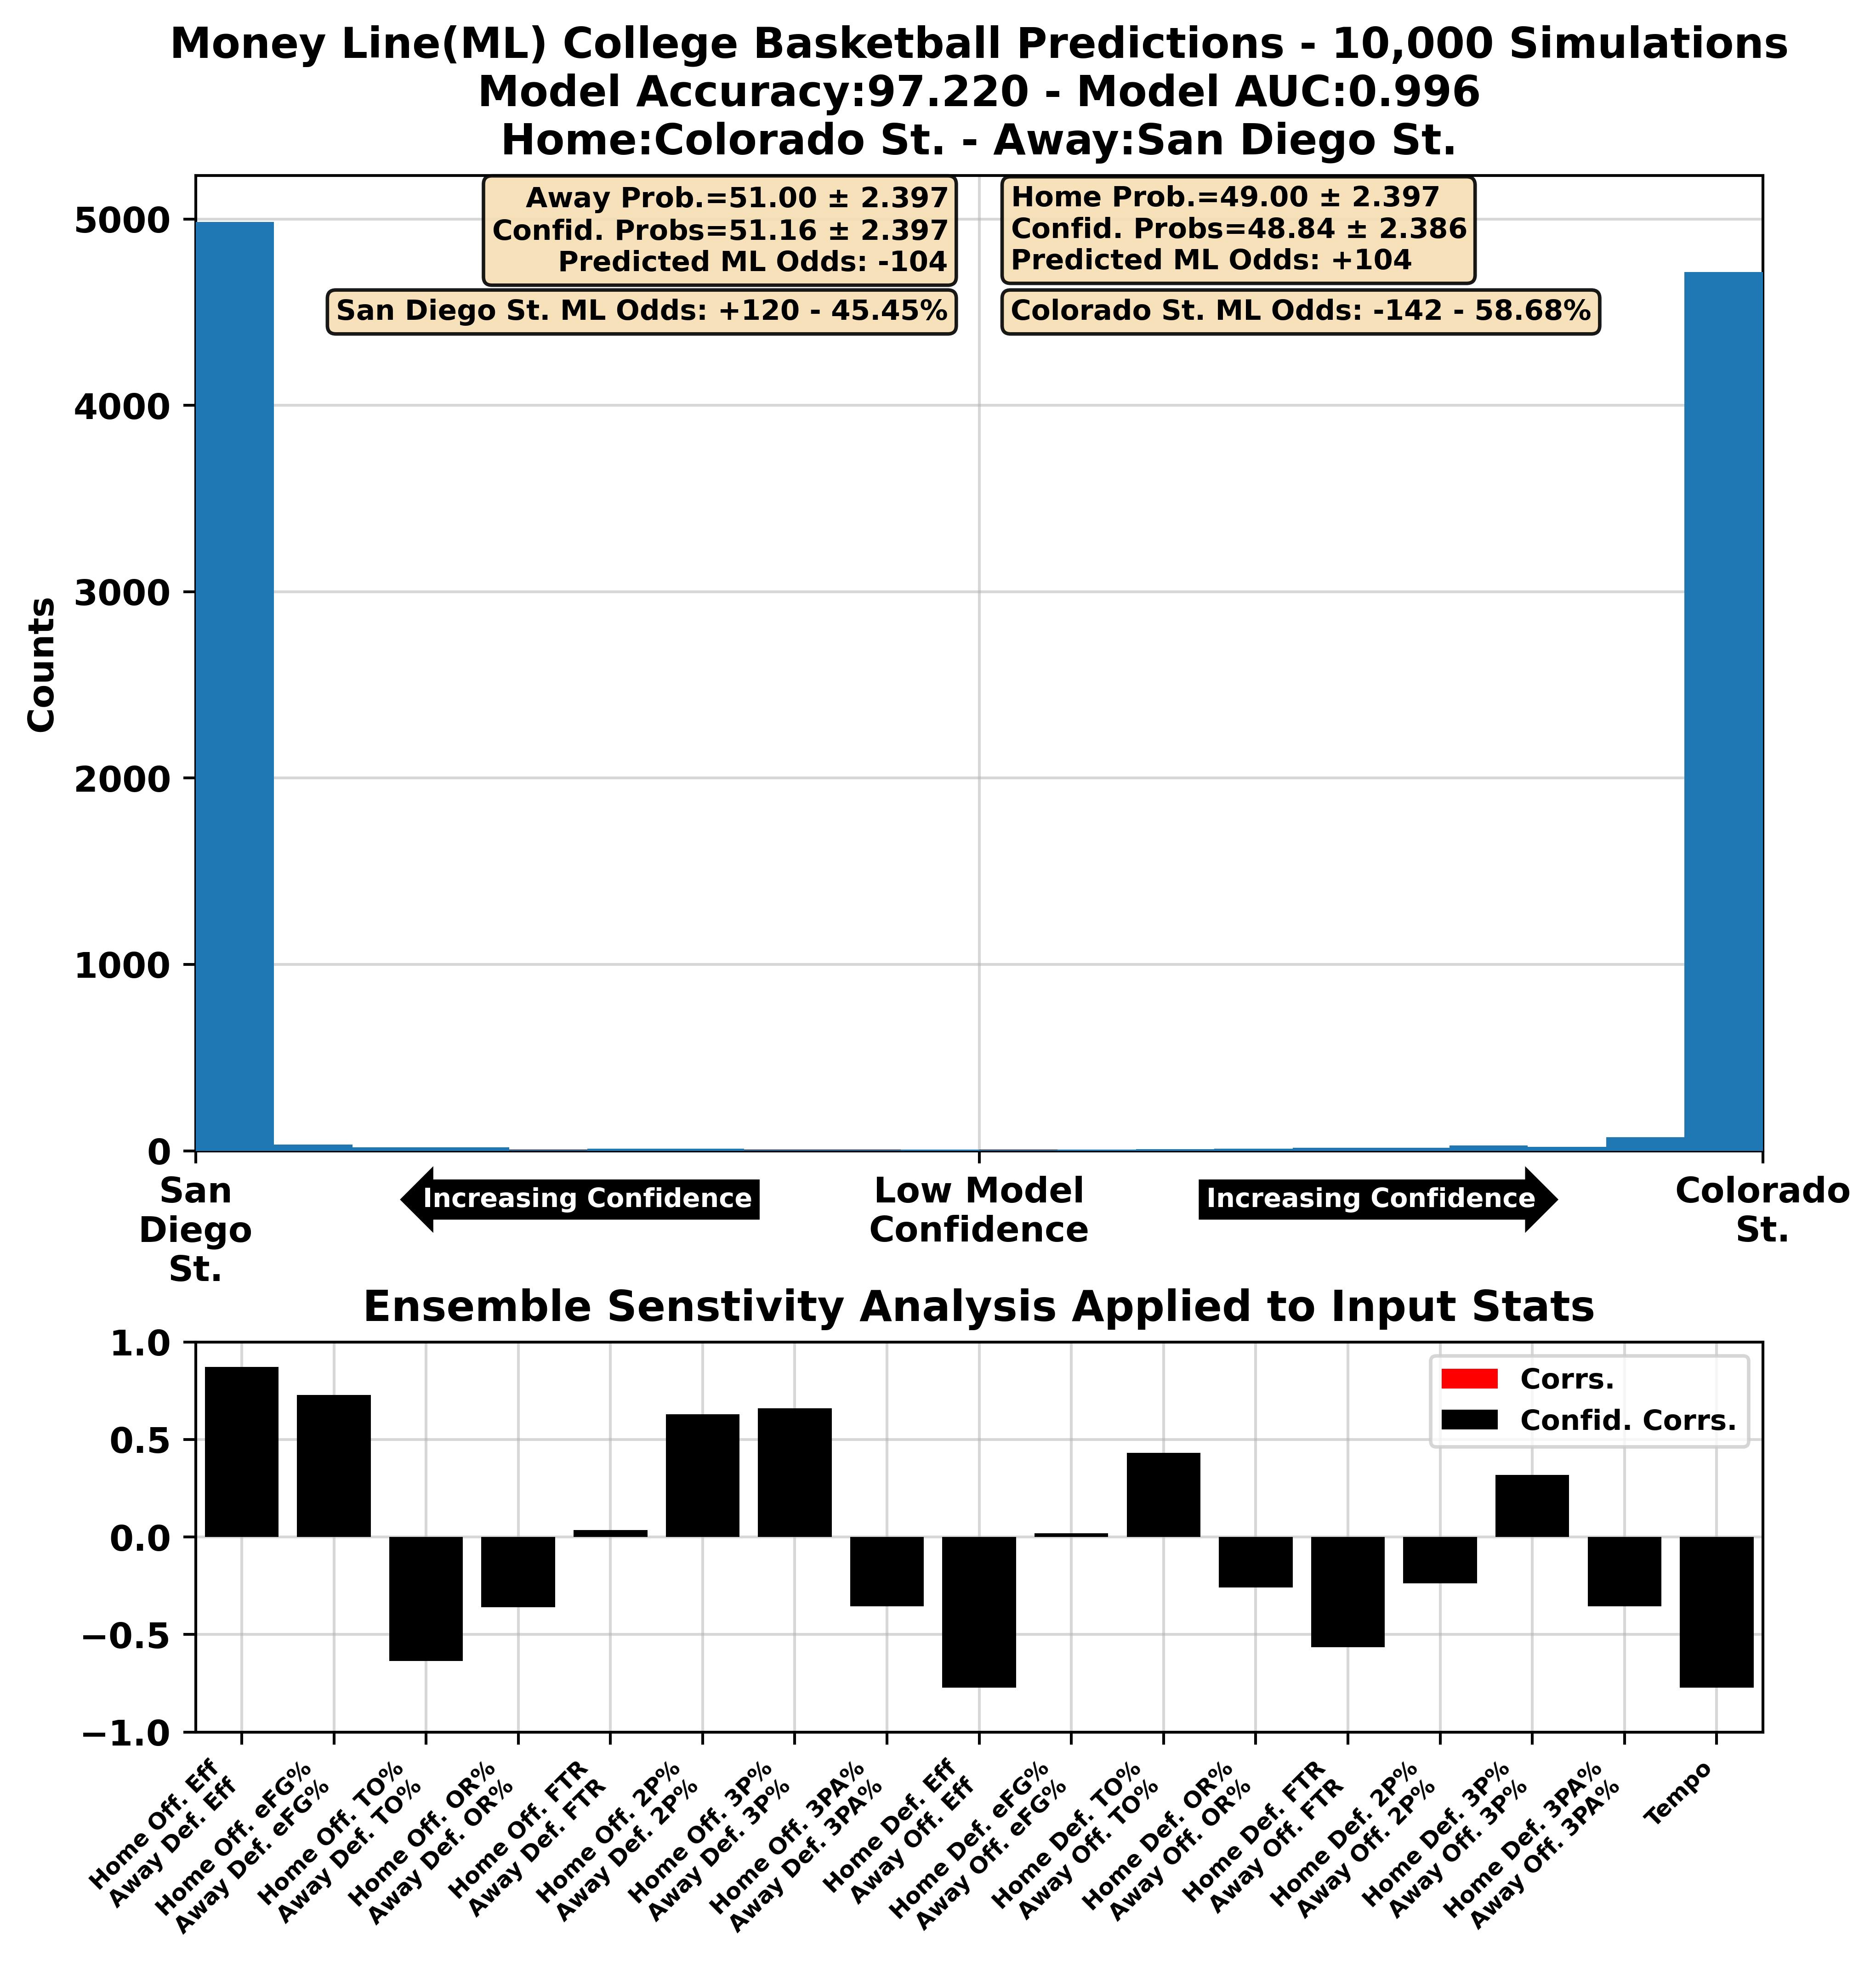 Money Line(ML) College Basketball Predictions - 10,000 Simulations
Model Accuracy:97.220 - Model AUC:0.996
Home:Colorado St. - Away:San Diego St.
Away Prob.=51.00 ± 2.397
Confid. Probs=51.16 ± 2.397
Predicted ML Odds: -104
San Diego St. ML Odds: +120 - 45.45%
Home Prob.=49.00 ± 2.397
Confid. Probs=48.84 ± 2.386
Predicted ML Odds: +104
Colorado St. ML Odds: -142 - 58.68%
5000
4000
3000
2000
1000
0
Counts
San
Diego
St.
Increasing Confidence
Low Model
Confidence
Increasing Confidence
Colorado
St.
Ensemble Senstivity Analysis Applied to Input Stats
1.0
0.5
0.0
−0.5
−1.0
Corrs.
Confid. Corrs.
Home Off. Eff
Away Def. Eff
Home Off. eFG%
Away Def. eFG%
Home Off. TO%
Away Def. TO%
Home Off. OR%
Away Def. OR%
Home Off. FTR
Away Def. FTR
Home Off. 2P%
Away Def. 2P%
Home Off. 3P%
Away Def. 3P%
Home Off. 3PA%
Away Def. 3PA%
Home Def. Eff
Away Off. Eff
Home Def. eFG%
Away Off. eFG%
Home Def. TO%
Away Off. TO%
Home Def. OR%
Away Off. OR%
Home Def. FTR
Away Off. FTR
Home Def. 2P%
Away Off. 2P%
Home Def. 3P%
Away Off. 3P%
Home Def. 3PA%
Away Off. 3PA%
Tempo